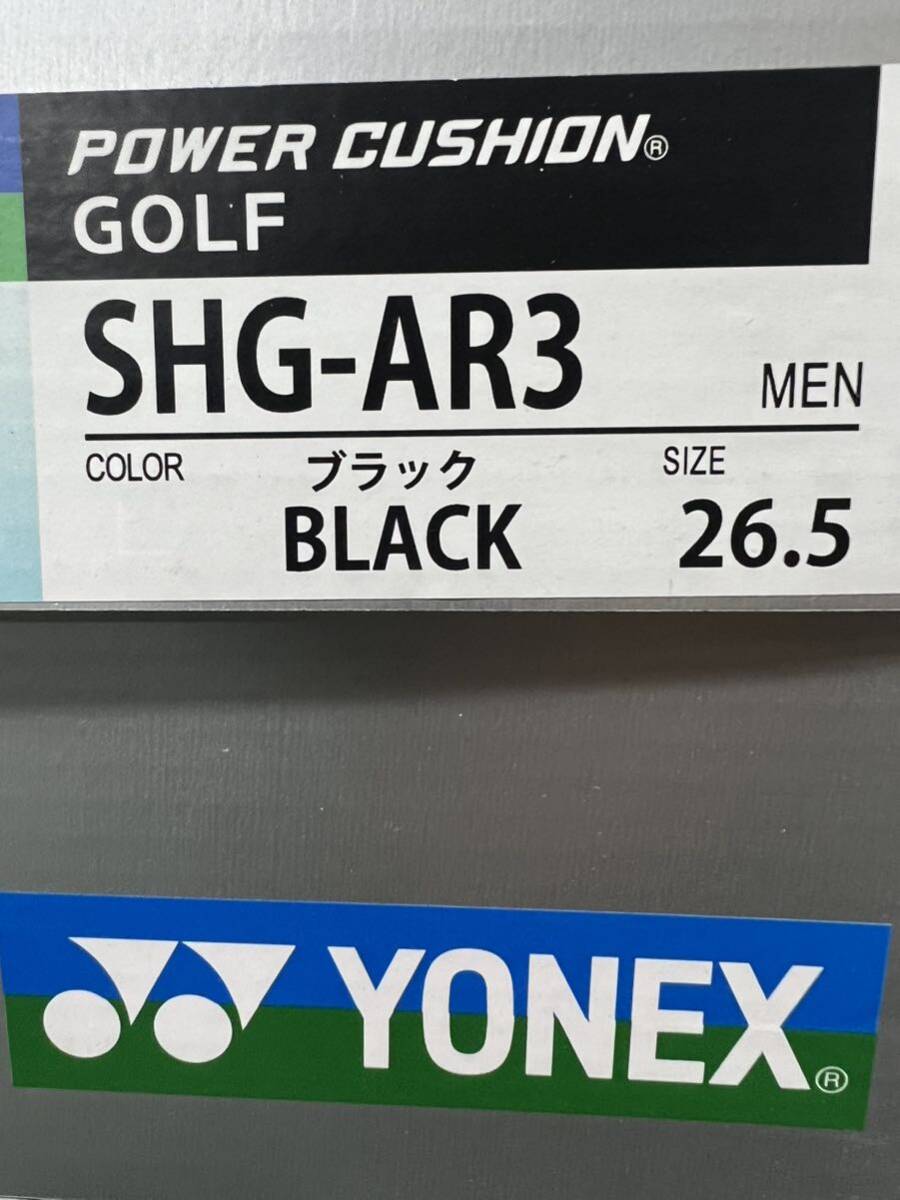 POWER CUSHION®
GOLF
SHG-AR3 MEN
COLOR ブラック SIZE
BLACK 26.5
YONEX®